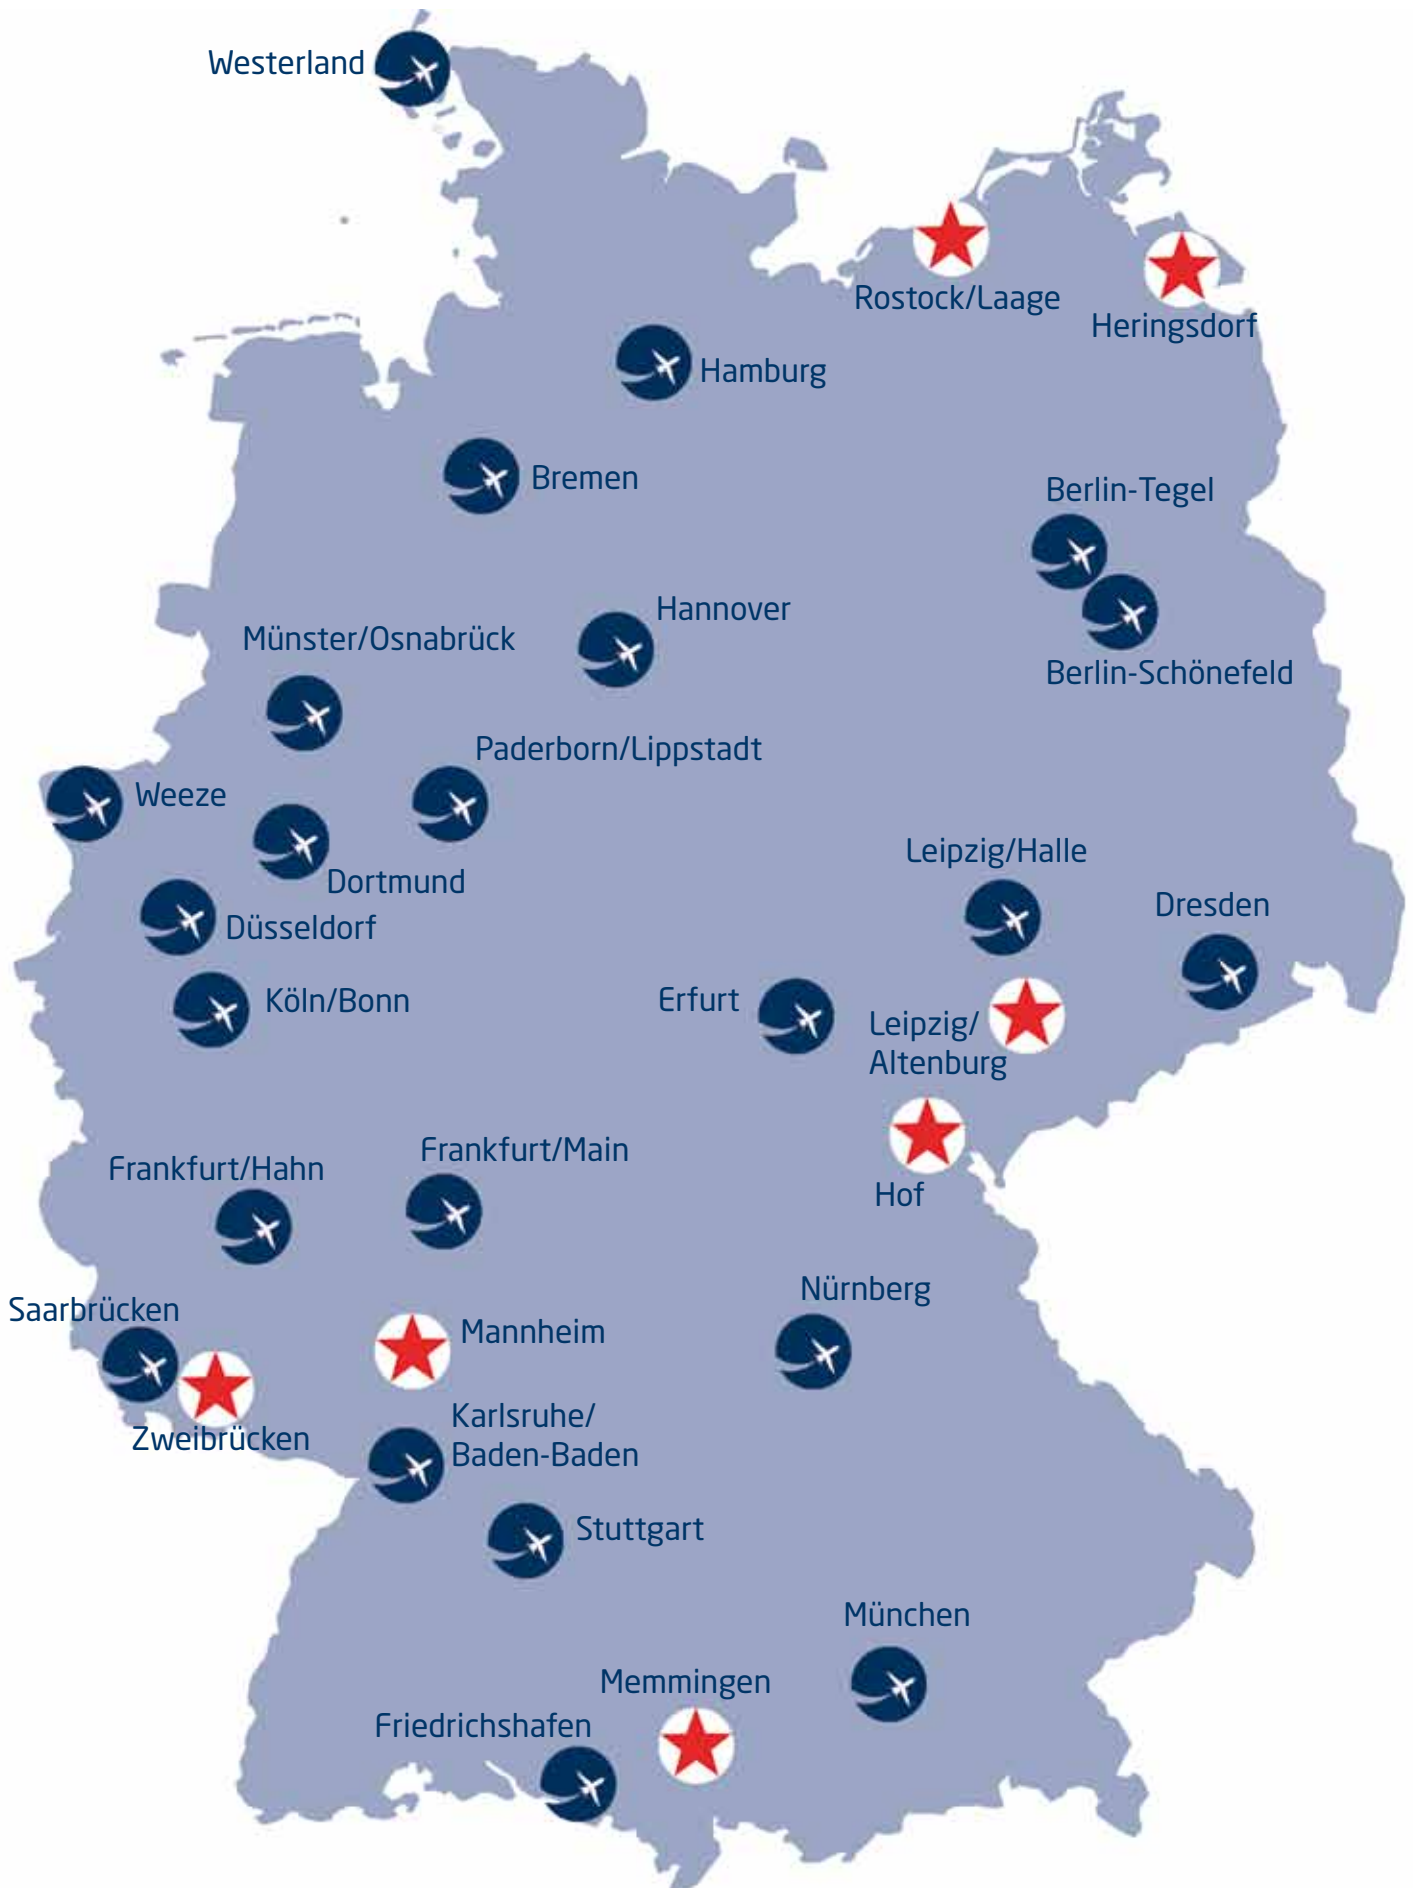 Westerland
Rostock/Laage
Heringsdorf
Hamburg
Bremen
Berlin-Tegel
Hannover
Münster/Osnabrück
Berlin-Schönefeld
Paderborn/Lippstadt
Weeze
Leipzig/Halle
Dortmund
Dresden
Düsseldorf
Köln/Bonn
Erfurt
Leipzig/
Altenburg
Frankfurt/Main
Frankfurt/Hahn
Hof
Nürnberg
Saarbrücken
Mannheim
Karlsruhe/
Baden-Baden
Zweibrücken
Stuttgart
München
Memmingen
Friedrichshafen